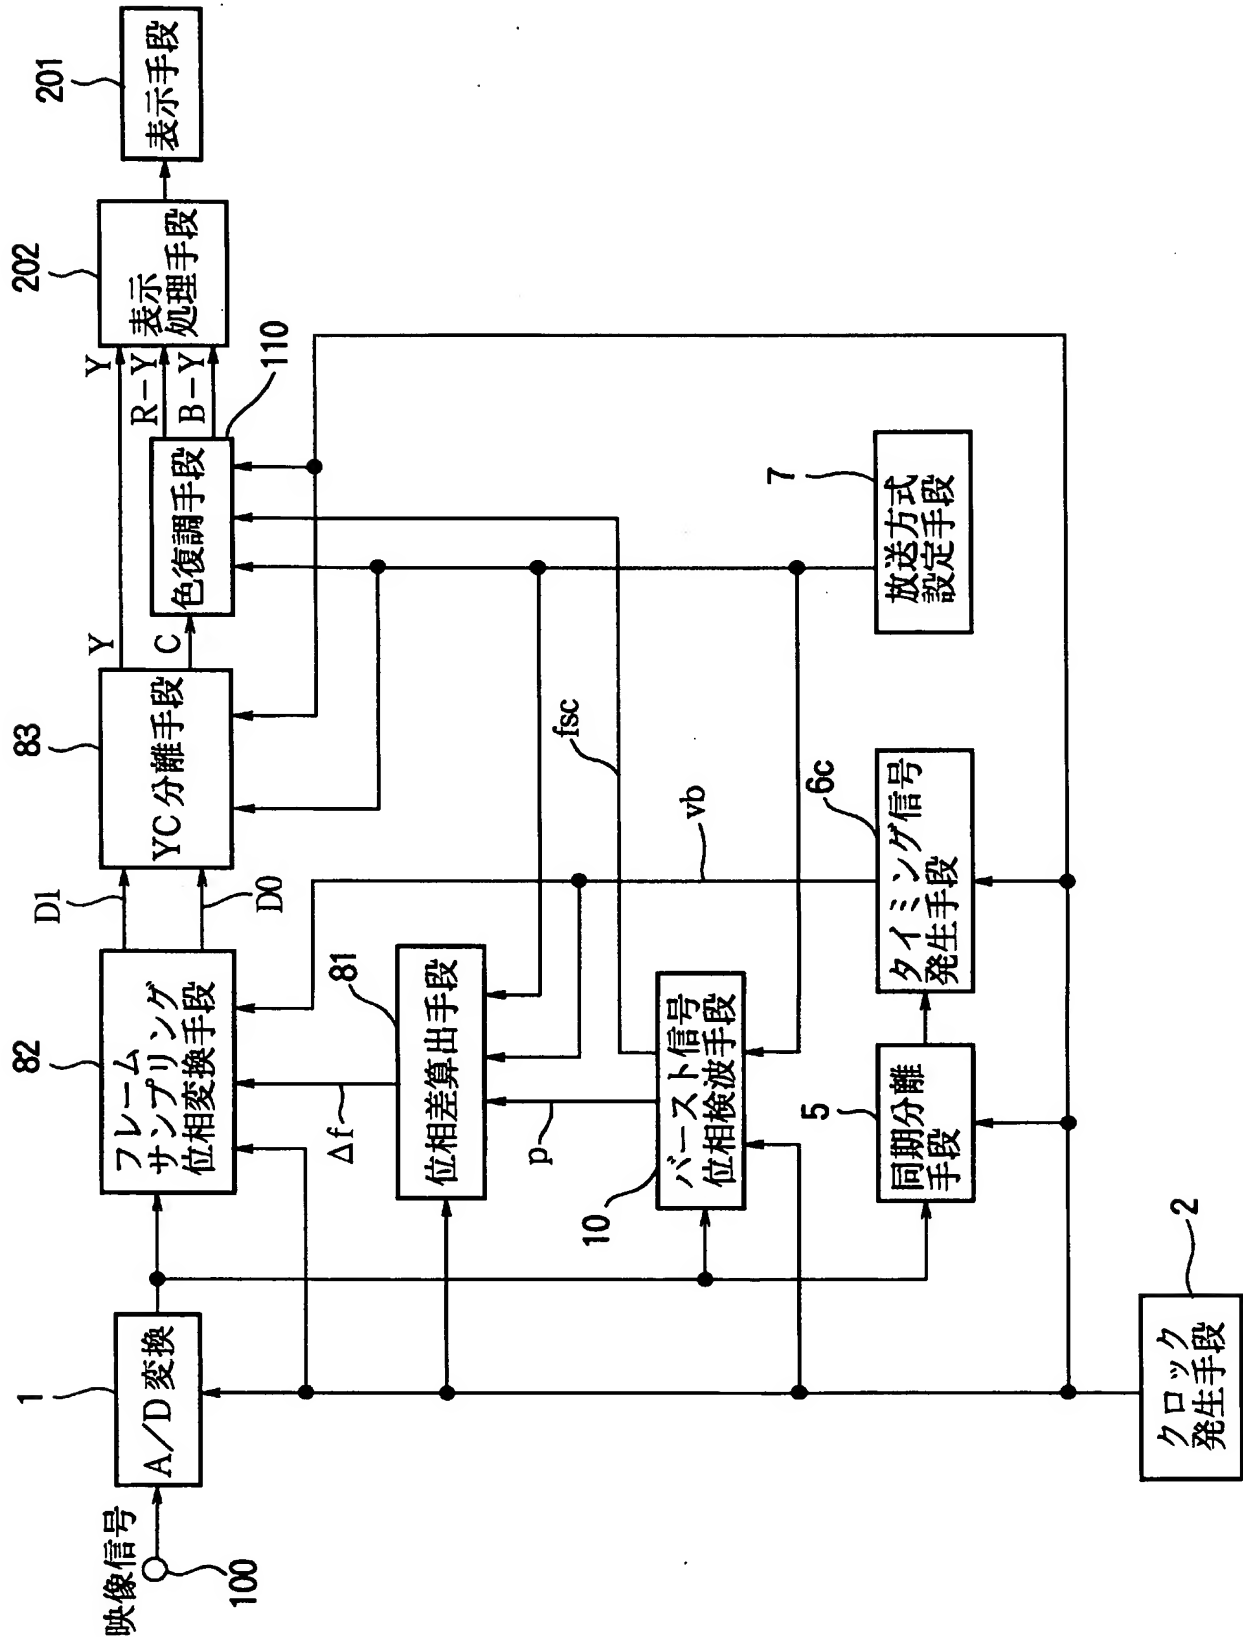 映像信号
100
1
A/D変換
82
フレーム
サンプリング
位相変換手段
D1
D0
83
YC分離手段
Y
C
色復調手段
110
Y
R-Y
B-Y
202
表示
処理手段
201
表示手段
Δf
81
位相差算出手段
p
10
バースト信号
位相検波手段
fsc
vb
5
同期分離
手段
6c
タイミング信号
発生手段
7
放送方式
設定手段
2
クロック
発生手段